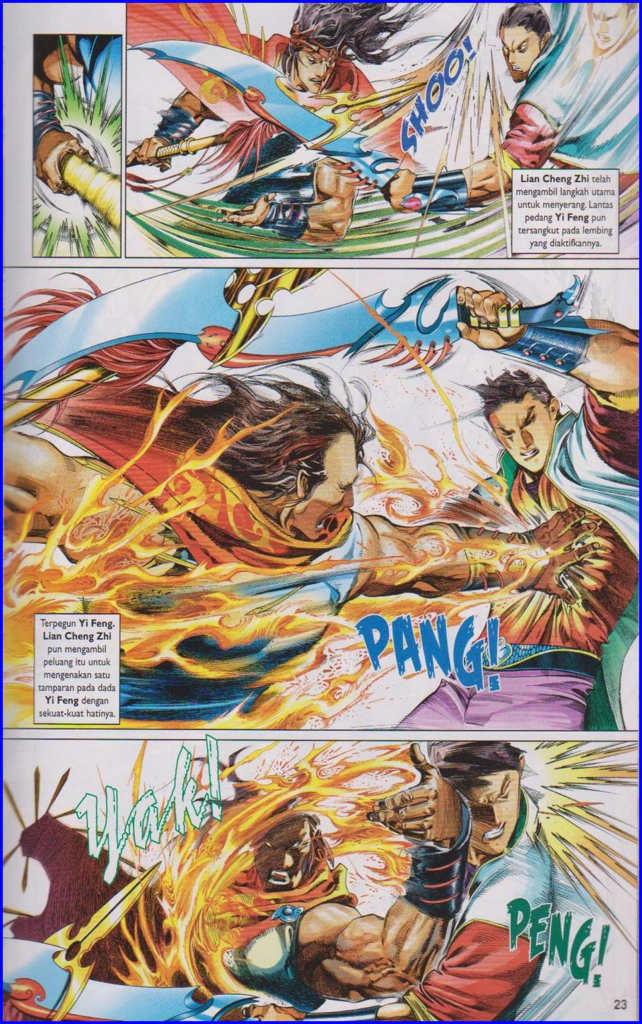 SHOO!
Lian Cheng Zhi telah
mengambil langkah utama
untuk menyerang. Lantas
pedang Yi Feng pun
tersangkut pada lembing
yang diaktifkannya.
Terpegun Yi Feng.
Lian Cheng Zhi
pun mengambil
peluang itu untuk
mengenakan satu
tamparan pada dada
Yi Feng dengan
sekuat-kuat hatinya.
PANG!
Yak!
PENG!
23